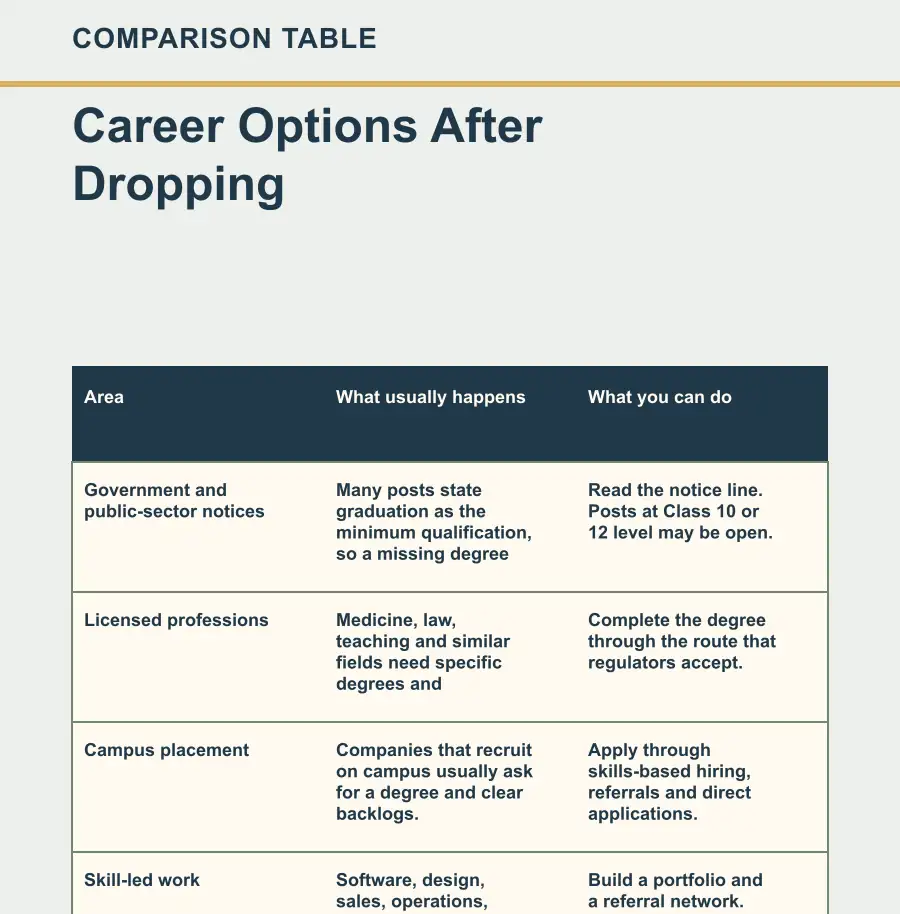 COMPARISON TABLE
Career Options After
Dropping
Area
What usually happens
What you can do
Government and
public-sector notices
Many posts state
graduation as the
minimum qualification,
so a missing degree
Read the notice line.
Posts at Class 10 or
12 level may be open.
Licensed professions
Medicine, law,
teaching and similar
fields need specific
degrees and
Complete the degree
through the route that
regulators accept.
Campus placement
Companies that recruit
on campus usually ask
for a degree and clear
backlogs.
Apply through
skills-based hiring,
referrals and direct
applications.
Skill-led work
Software, design,
sales, operations,
Build a portfolio and
a referral network.